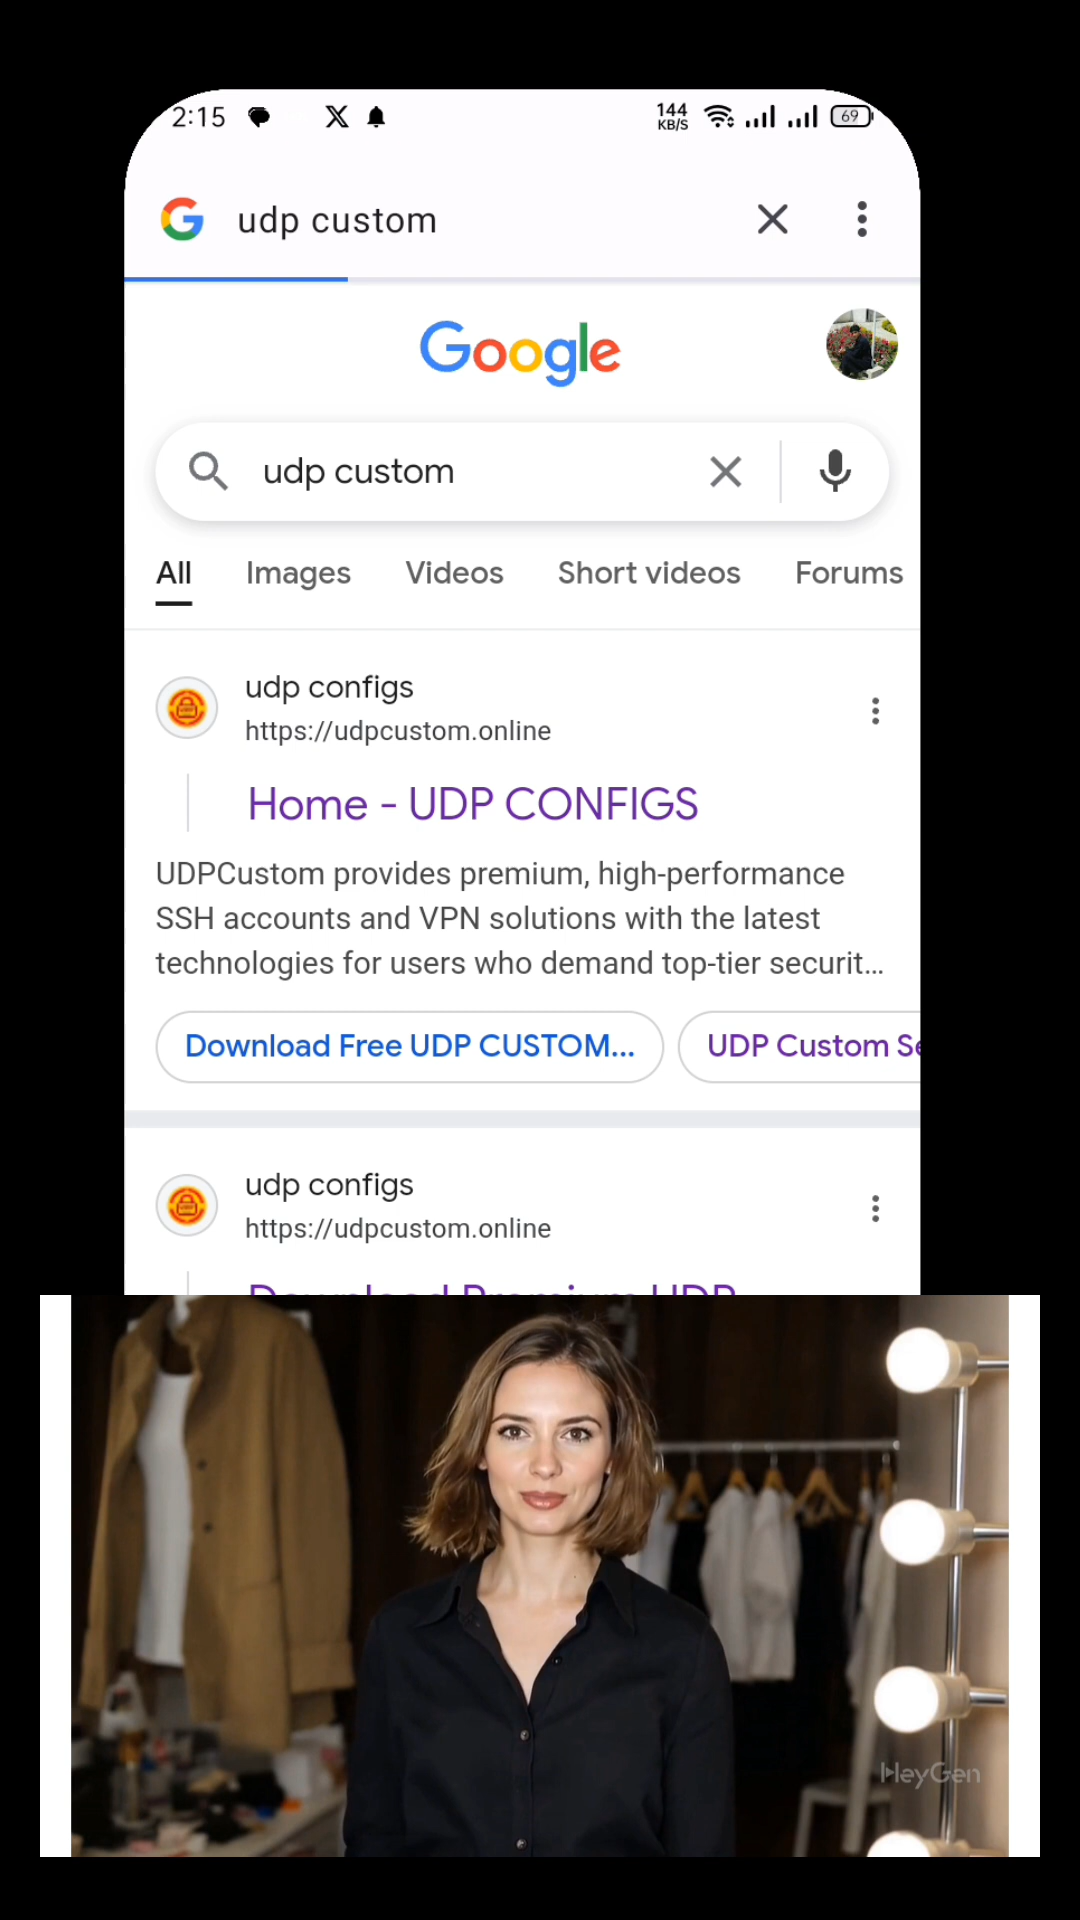 2:15
144
KB/S
69
udp custom
Google
udp custom
All Images Videos Short videos Forums
udp configs
https://udpcustom.online
Home - UDP CONFIGS
UDPCustom provides premium, high-performance
SSH accounts and VPN solutions with the latest
technologies for users who demand top-tier securit...
Download Free UDP CUSTOM... UDP Custom Se
udp configs
https://udpcustom.online
Download Premium UDP
HeyGen